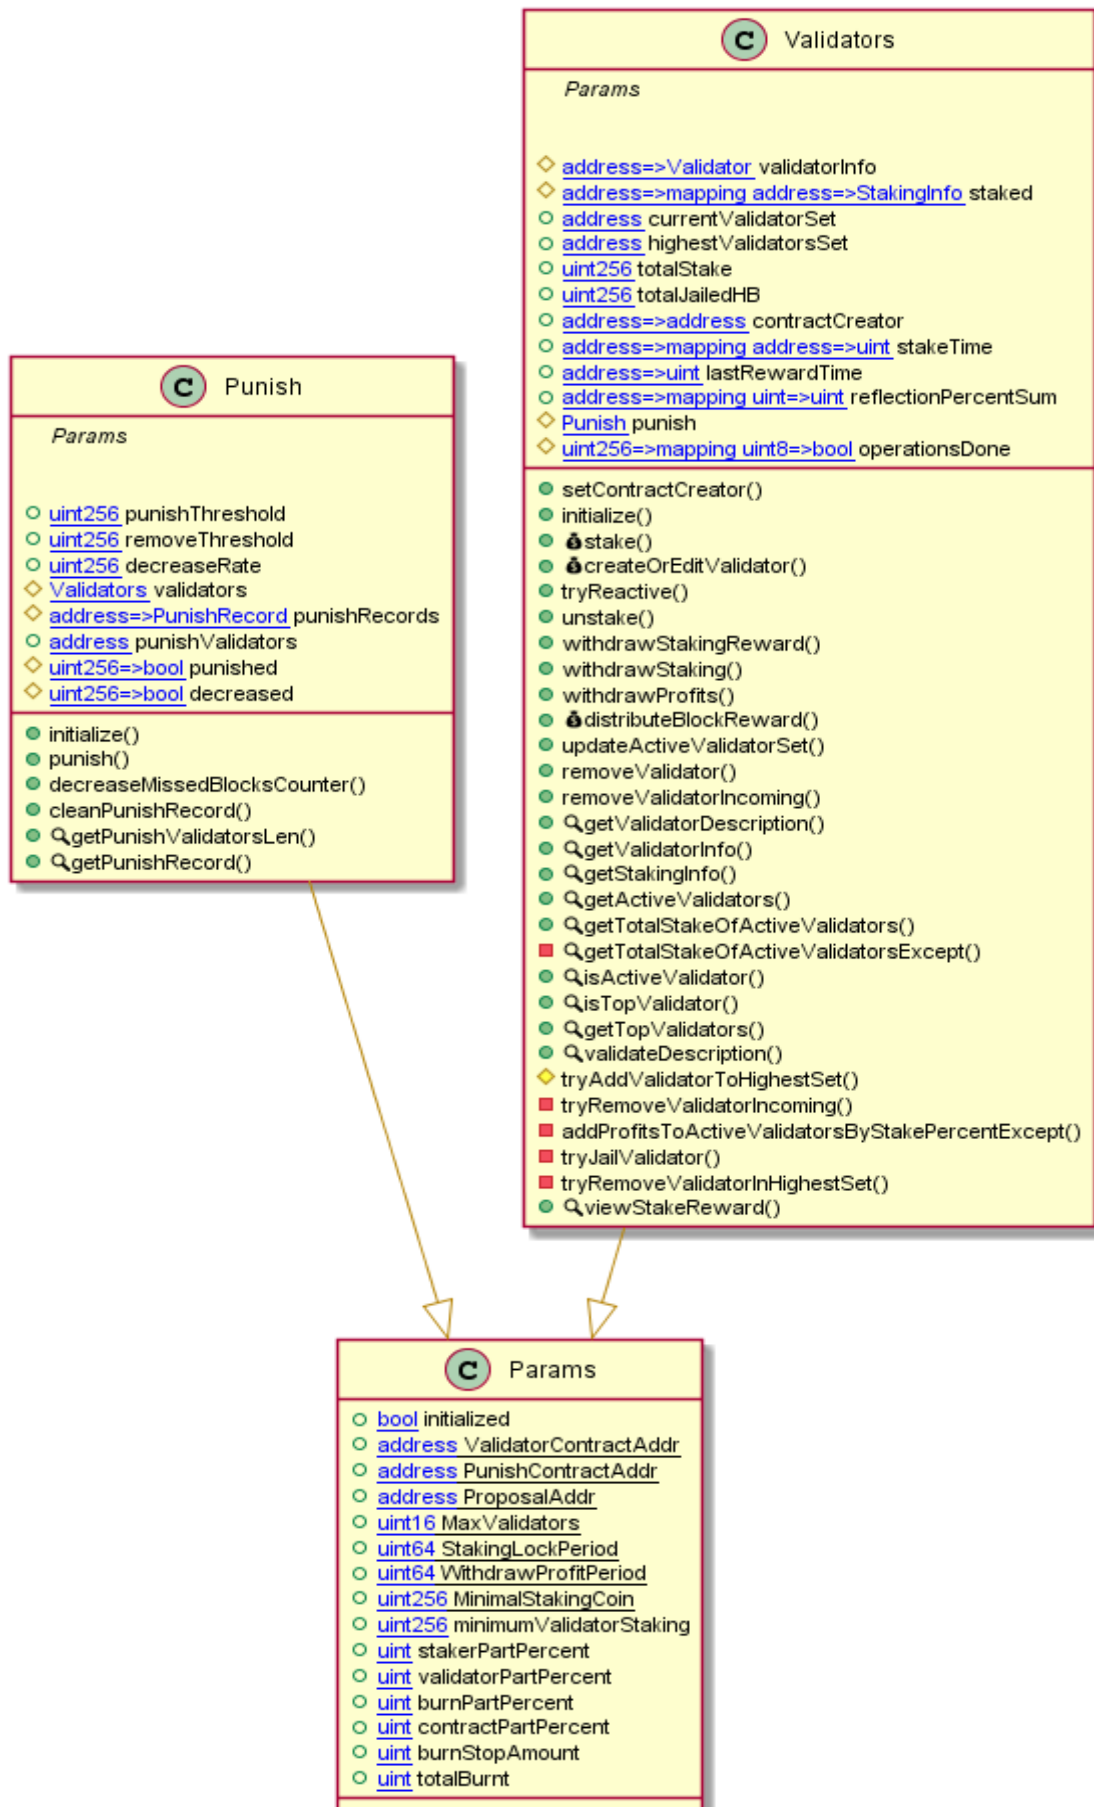 C Validators
Params
address=>Validator validatorInfo
address=>mapping address=>StakingInfo staked
address currentValidatorSet
address highestValidatorsSet
uint256 totalStake
uint256 totalJailedHB
address=>address contractCreator
address=>mapping address=>uint stakeTime
address=>uint lastRewardTime
address=>mapping uint=>uint reflectionPercentSum
Punish punish
uint256=>mapping uint8=>bool operationsDone
setContractCreator()
initialize()
stake()
createOrEditValidator()
tryReactive()
unstake()
withdrawStakingReward()
withdrawStaking()
withdrawProfits()
distributeBlockReward()
updateActiveValidatorSet()
removeValidator()
removeValidatorIncoming()
getValidatorDescription()
getValidatorInfo()
getStakingInfo()
getActiveValidators()
getTotalStakeOfActiveValidators()
getTotalStakeOfActiveValidatorsExcept()
isActiveValidator()
isTopValidator()
getTopValidators()
validateDescription()
tryAddValidatorToHighestSet()
tryRemoveValidatorIncoming()
addProfitsToActiveValidatorsByStakePercentExcept()
tryJailValidator()
tryRemoveValidatorInHighestSet()
viewStakeReward()
C Punish
Params
uint256 punishThreshold
uint256 removeThreshold
uint256 decreaseRate
Validators validators
address=>PunishRecord punishRecords
address punishValidators
uint256=>bool punished
uint256=>bool decreased
initialize()
punish()
decreaseMissedBlocksCounter()
cleanPunishRecord()
getPunishValidatorsLen()
getPunishRecord()
C Params
bool initialized
address ValidatorContractAddr
address PunishContractAddr
address ProposalAddr
uint16 MaxValidators
uint64 StakingLockPeriod
uint64 WithdrawProfitPeriod
uint256 MinimalStakingCoin
uint256 minimumValidatorStaking
uint stakerPartPercent
uint validatorPartPercent
uint burnPartPercent
uint contractPartPercent
uint burnStopAmount
uint totalBurnt